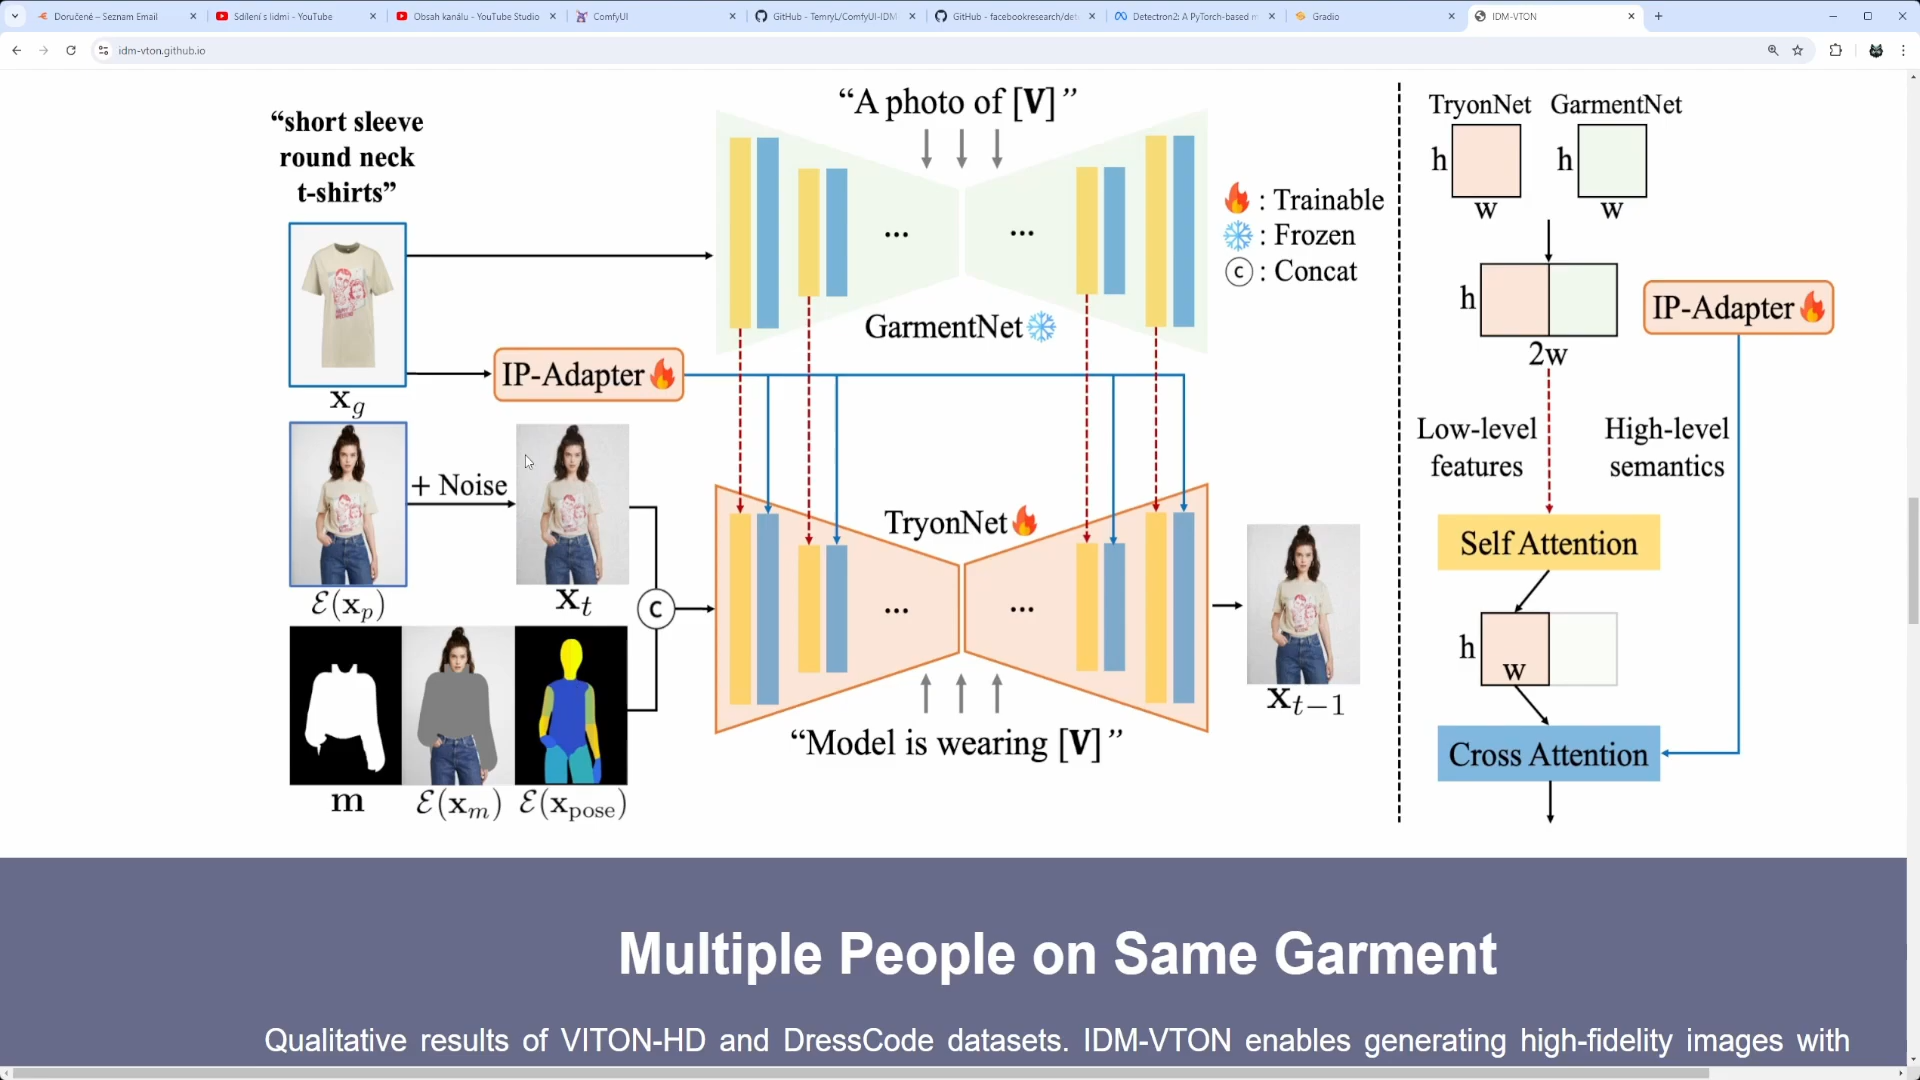 Doručené – Seznam Email
Sdílení s lidmi - YouTube
Obsah kanálu - YouTube Studio
ComfyUI
GitHub - TemryL/ComfyUI-IDM
GitHub - facebookresearch/det
Detectron2: A PyTorch-based m
Gradio
IDM-VTON
idm-vton.github.io
“short sleeve
round neck
t-shirts”
x_g
IP-Adapter
ℰ(x_p)
+ Noise
x_t
C
m
ℰ(x_m)
ℰ(x_pose)
“A photo of [V]”
...
...
GarmentNet
TryonNet
...
...
“Model is wearing [V]”
x_{t−1}
: Trainable
: Frozen
C : Concat
TryonNet GarmentNet
h
h
w
w
h
2w
IP-Adapter
Low-level
features
High-level
semantics
Self Attention
h
w
Cross Attention
Multiple People on Same Garment
Qualitative results of VITON-HD and DressCode datasets. IDM-VTON enables generating high-fidelity images with